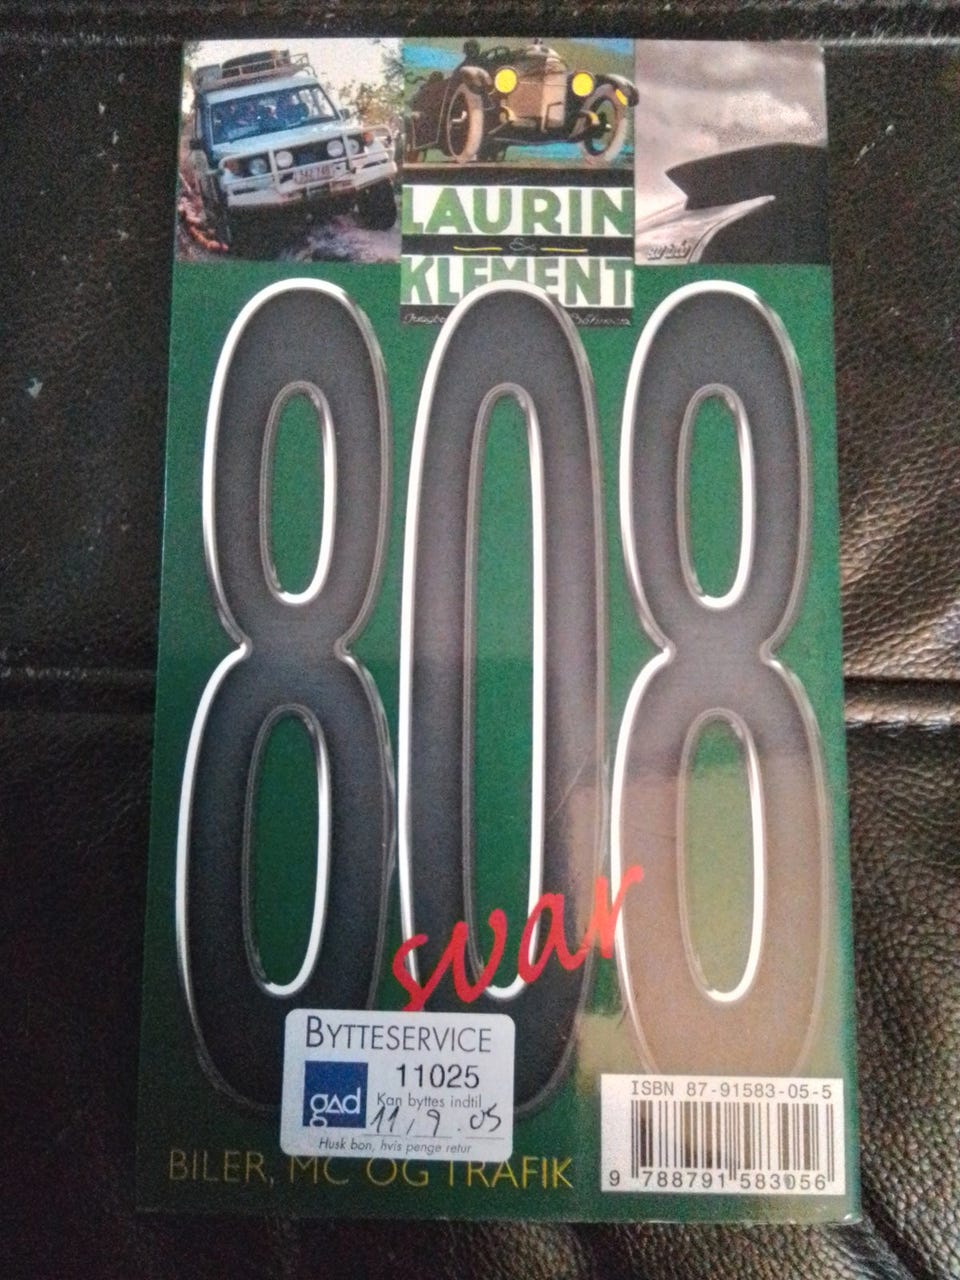 LAURIN
&
KLEMENT
808
svar
BYTTESERVICE
11025
gad
Kan byttes indtil
11/9.05
Husk bon, hvis penge retur
BILER, MC OG TRAFIK
ISBN 87-91583-05-5
9 788791 583056